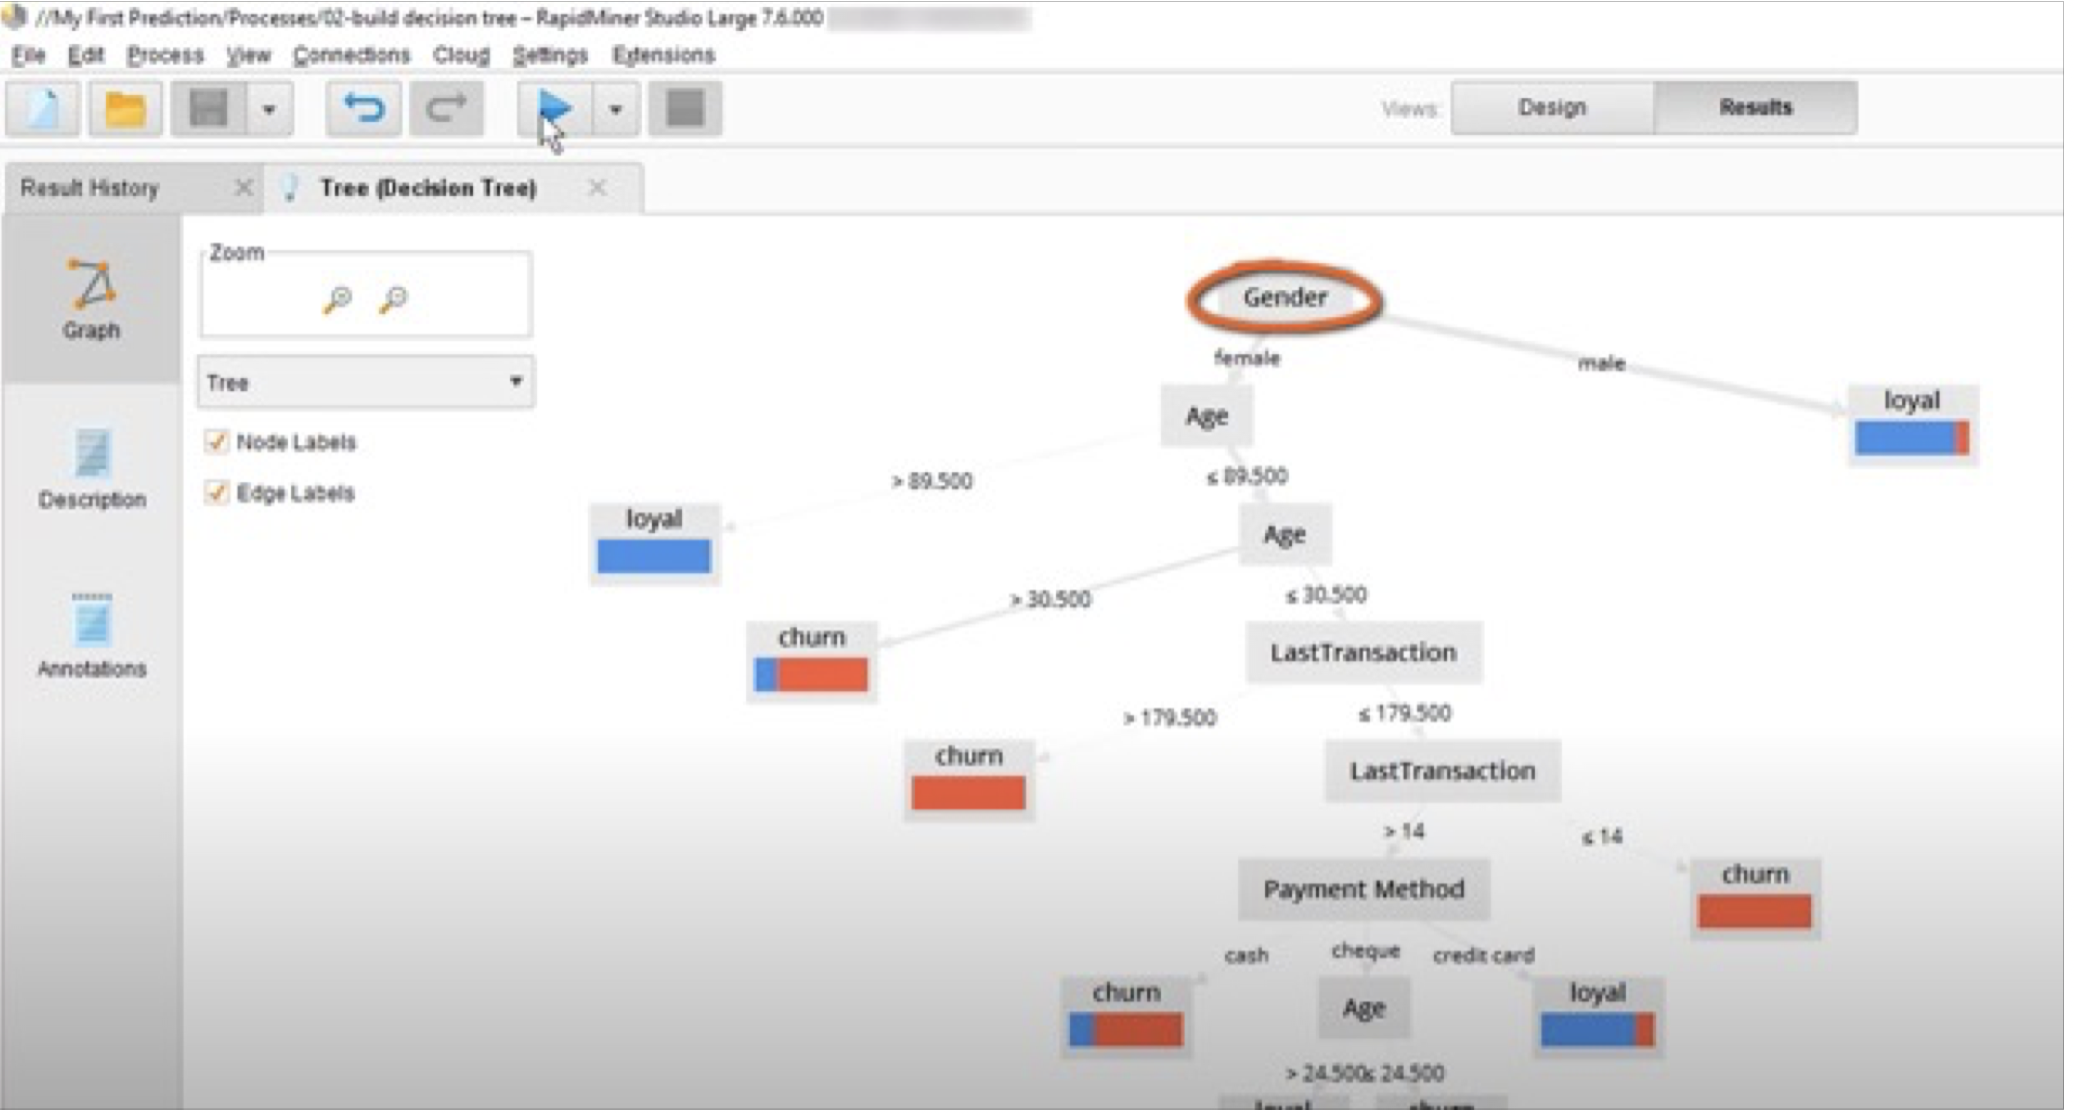 //My First Prediction/Processes/02-build decision tree – RapidMiner Studio Large 7.6.000
File Edit Process View Connections Cloud Settings Extensions
Views: Design Results
Result History Tree (Decision Tree)
Zoom
Graph
Tree
Node Labels
Edge Labels
Description
Annotations
Gender
female
male
Age
loyal
> 89.500
≤ 89.500
loyal
Age
> 30.500
≤ 30.500
churn
LastTransaction
> 179.500
≤ 179.500
churn
LastTransaction
> 14
≤ 14
Payment Method
churn
cash
cheque
credit card
churn
Age
loyal
> 24.500
≤ 24.500
loyal
churn